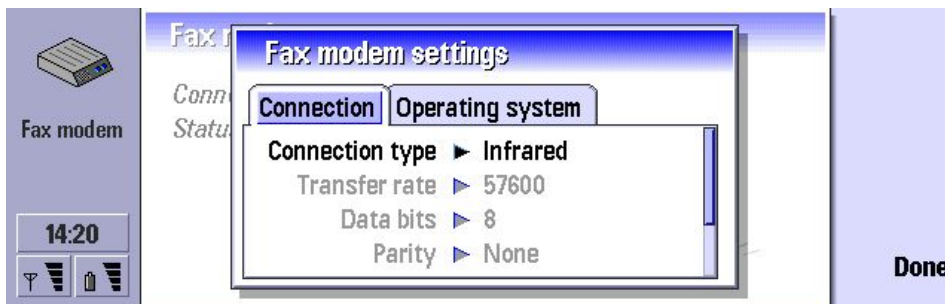 Fax modem
14:20
Fax modem settings
Connection Operating system
Connection type Infrared
Transfer rate 57600
Data bits 8
Parity None
Done